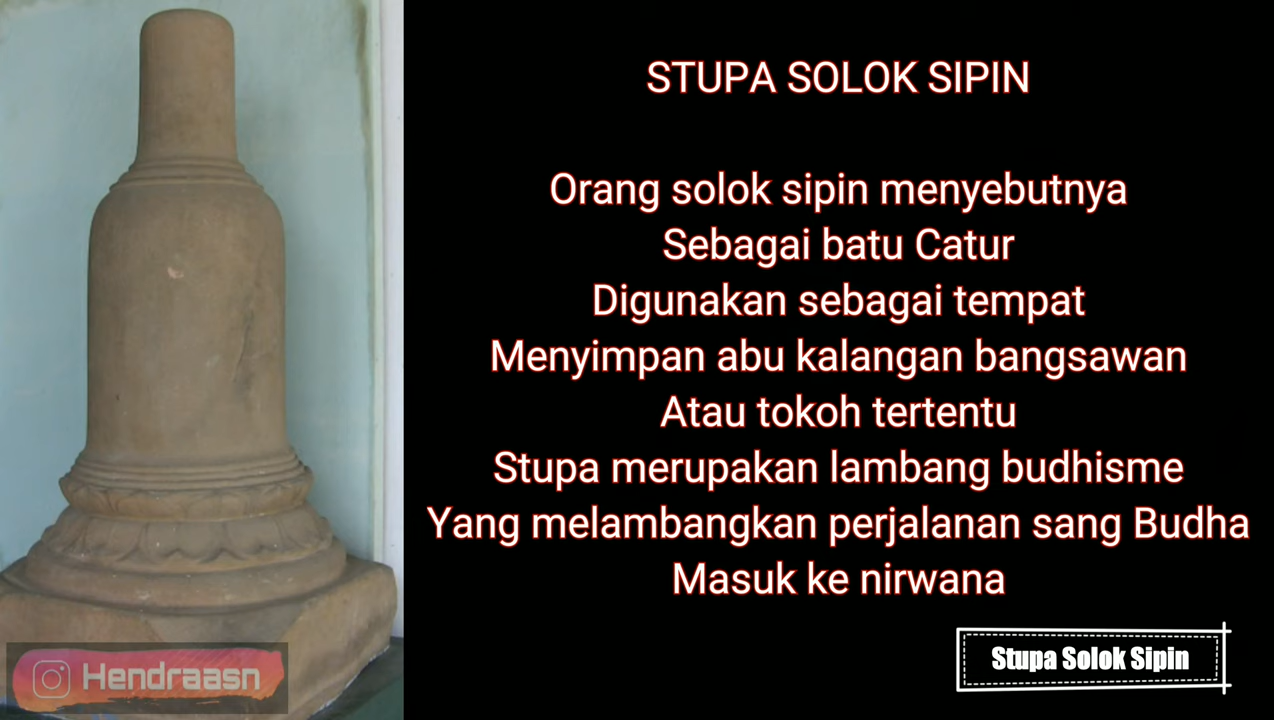 STUPA SOLOK SIPIN
Orang solok sipin menyebutnya
Sebagai batu Catur
Digunakan sebagai tempat
Menyimpan abu kalangan bangsawan
Atau tokoh tertentu
Stupa merupakan lambang budhisme
Yang melambangkan perjalanan sang Budha
Masuk ke nirwana
Stupa Solok Sipin
Hendraasn